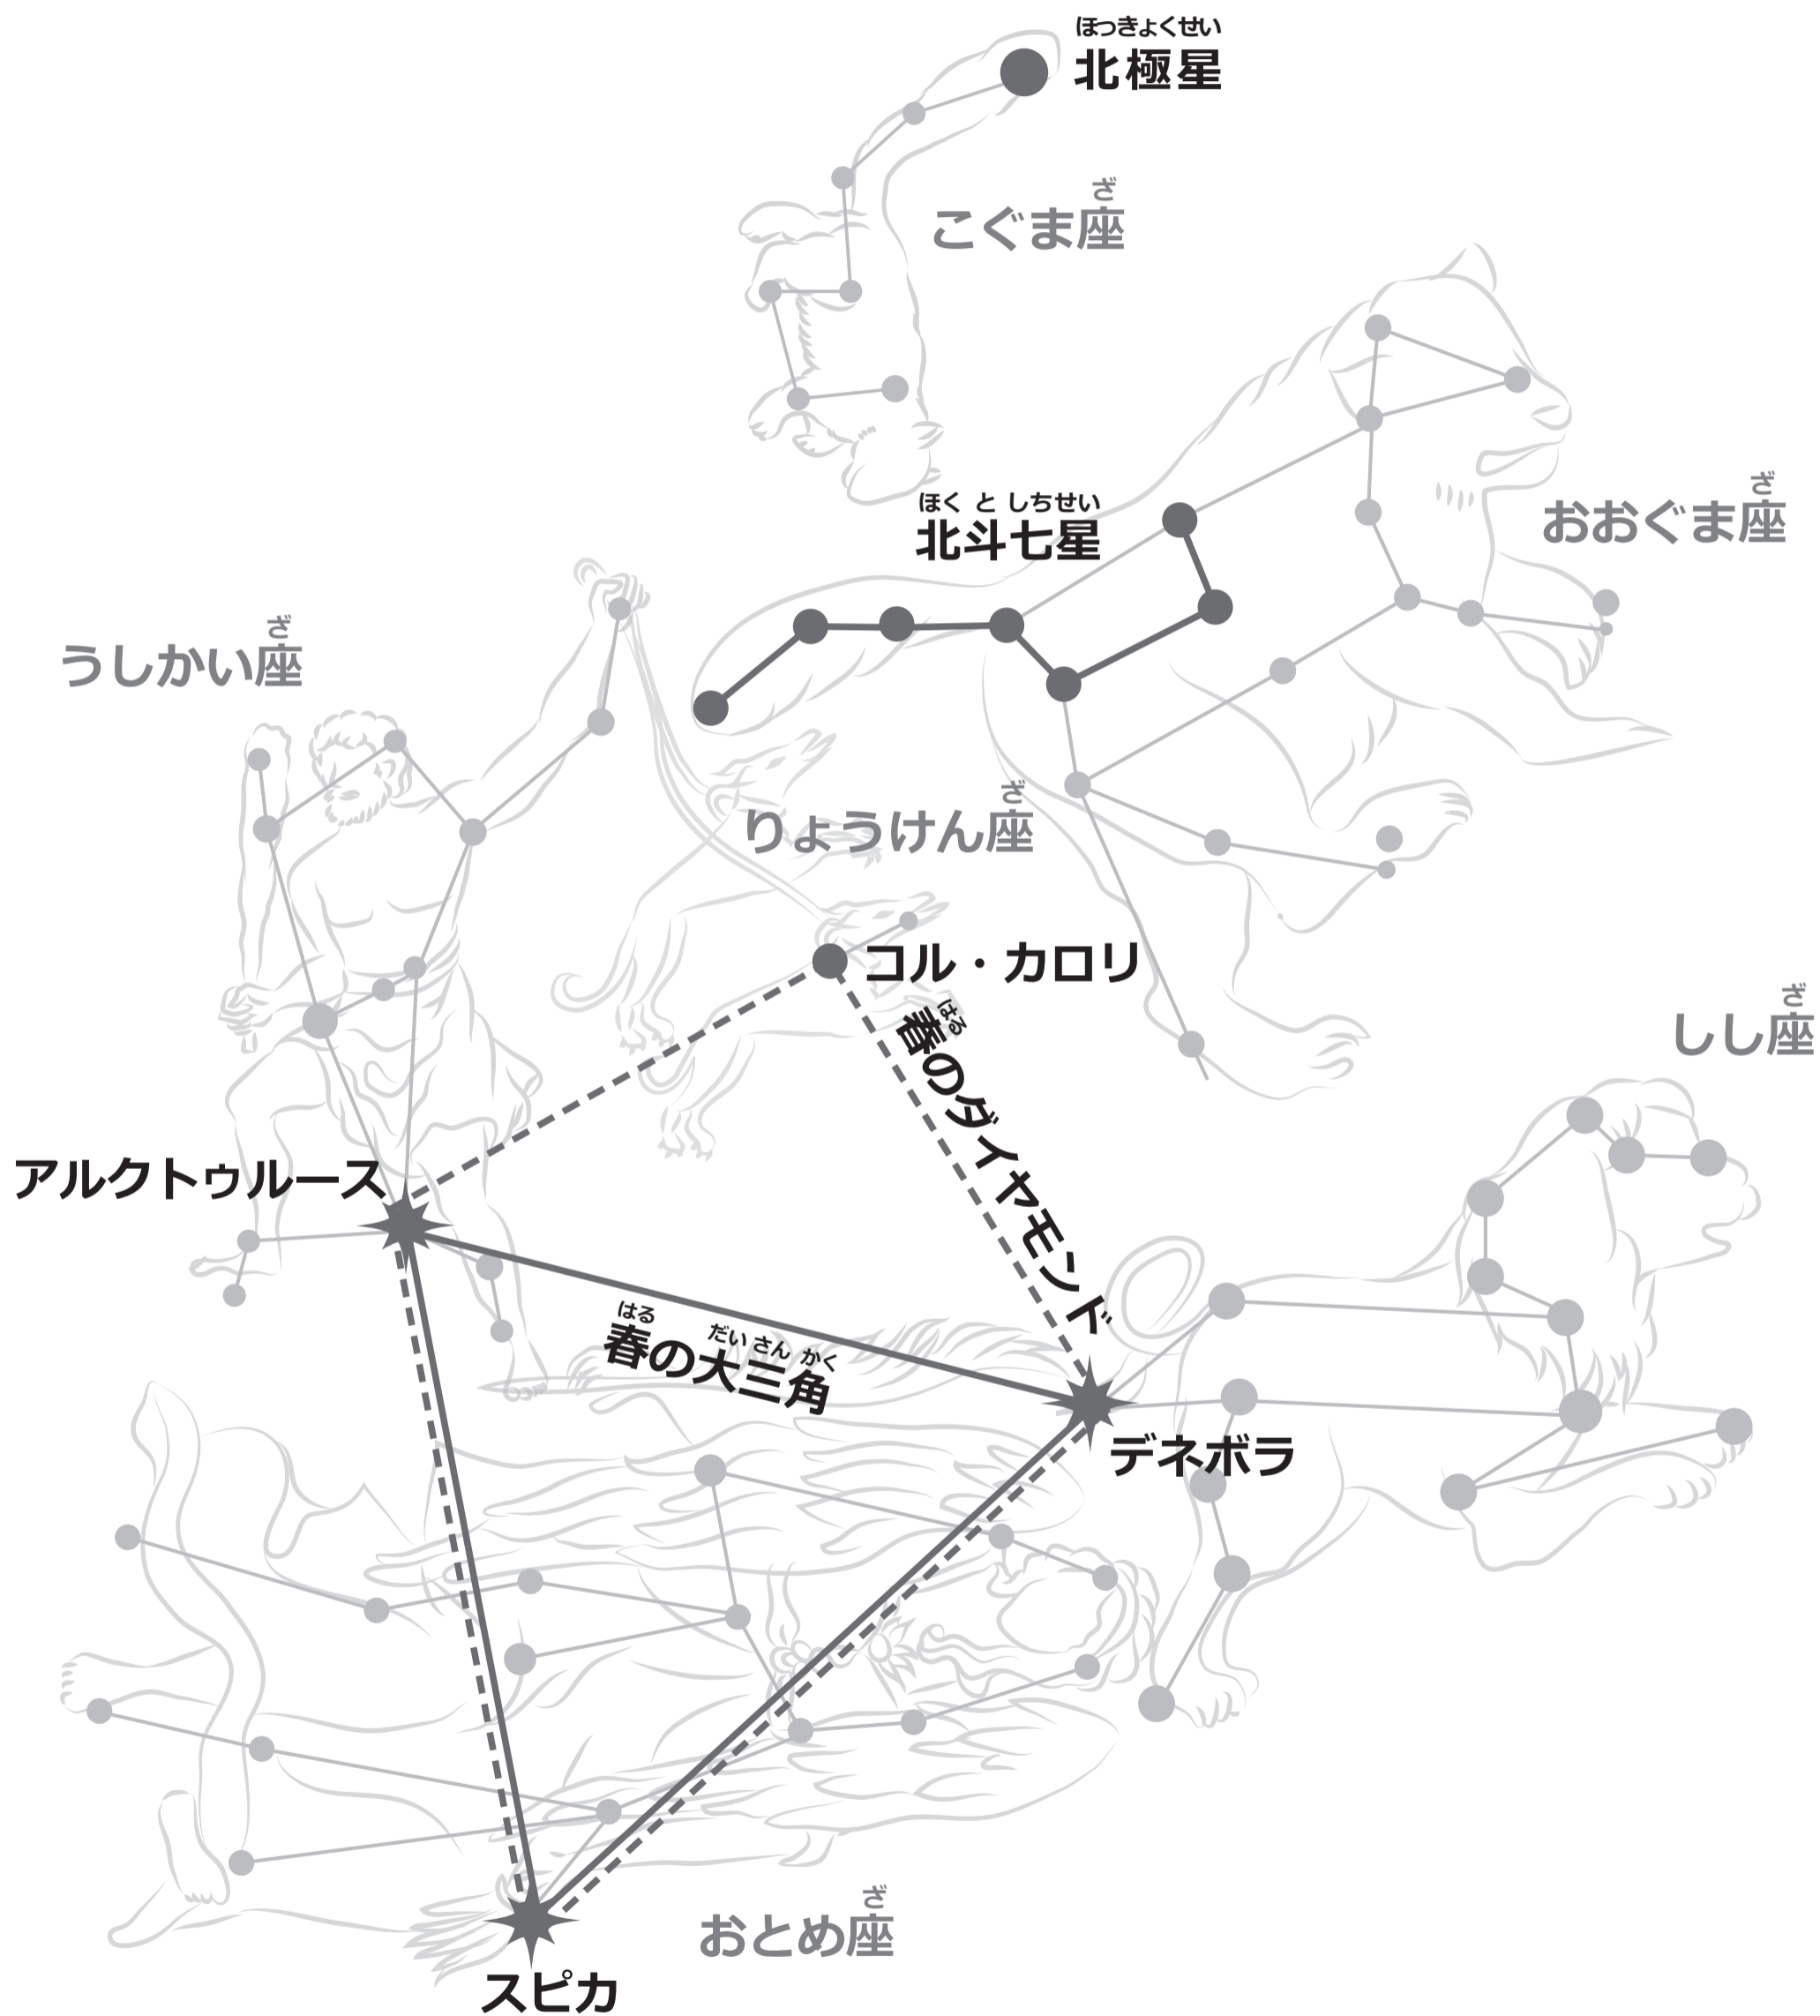 ほっきょくせい
北極星
ざ
こぐま座
ほくとしちせい
北斗七星
ざ
おおぐま座
ざ
うしかい座
ざ
りょうけん座
コル・カロリ
はる
春のダイヤモンド
ざ
しし座
アルクトゥルース
はる だいさんかく
春の大三角
デネボラ
ざ
おとめ座
スピカ